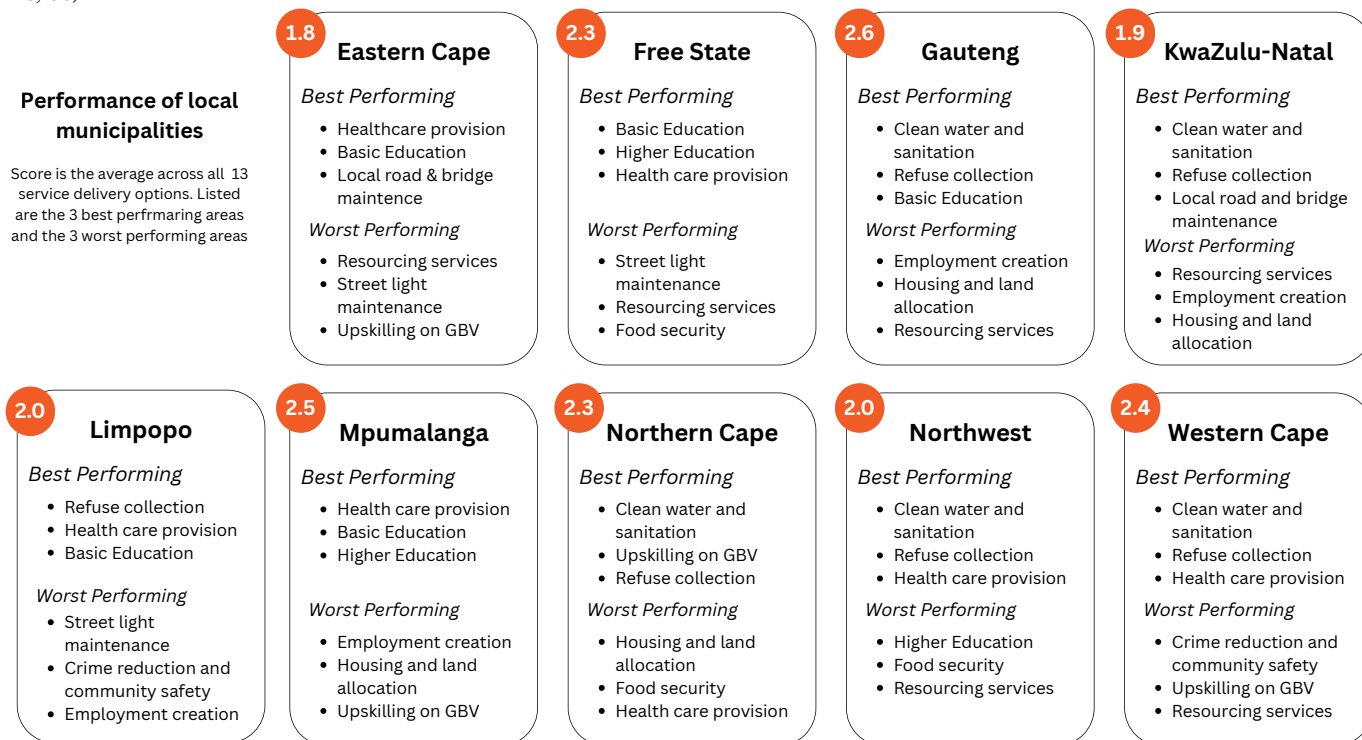 Performance of local
municipalities
Score is the average across all 13
service delivery options. Listed
are the 3 best perfrmaring areas
and the 3 worst performing areas
1.8
Eastern Cape
Best Performing
• Healthcare provision
• Basic Education
• Local road & bridge
maintence
Worst Performing
• Resourcing services
• Street light
maintenance
• Upskilling on GBV
2.3
Free State
Best Performing
• Basic Education
• Higher Education
• Health care provision
Worst Performing
• Street light
maintenance
• Resourcing services
• Food security
2.6
Gauteng
Best Performing
• Clean water and
sanitation
• Refuse collection
• Basic Education
Worst Performing
• Employment creation
• Housing and land
allocation
• Resourcing services
1.9
KwaZulu-Natal
Best Performing
• Clean water and
sanitation
• Refuse collection
• Local road and bridge
maintenance
Worst Performing
• Resourcing services
• Employment creation
• Housing and land
allocation
2.0
Limpopo
Best Performing
• Refuse collection
• Health care provision
• Basic Education
Worst Performing
• Street light
maintenance
• Crime reduction and
community safety
• Employment creation
2.5
Mpumalanga
Best Performing
• Health care provision
• Basic Education
• Higher Education
Worst Performing
• Employment creation
• Housing and land
allocation
• Upskilling on GBV
2.3
Northern Cape
Best Performing
• Clean water and
sanitation
• Upskilling on GBV
• Refuse collection
Worst Performing
• Housing and land
allocation
• Food security
• Health care provision
2.0
Northwest
Best Performing
• Clean water and
sanitation
• Refuse collection
• Health care provision
Worst Performing
• Higher Education
• Food security
• Resourcing services
2.4
Western Cape
Best Performing
• Clean water and
sanitation
• Refuse collection
• Health care provision
Worst Performing
• Crime reduction and
community safety
• Upskilling on GBV
• Resourcing services